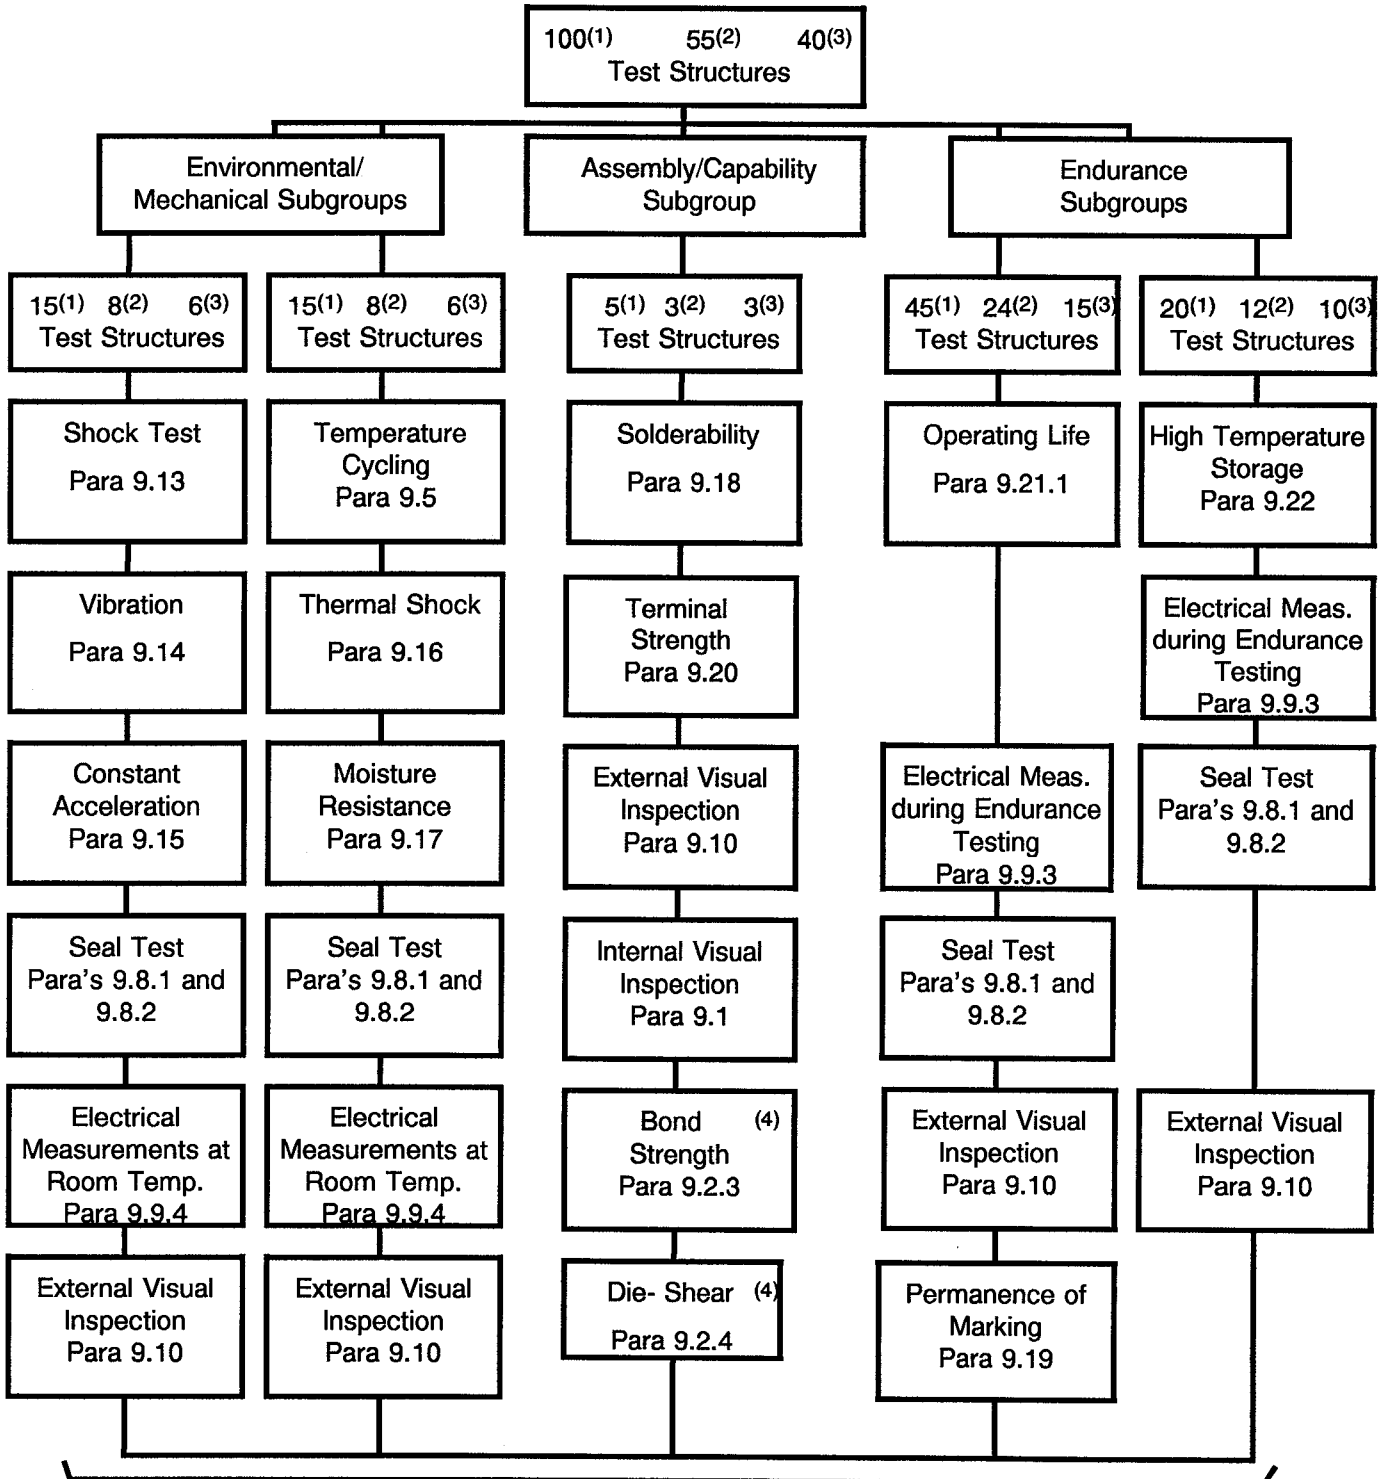 100(1) 55(2) 40(3)
Test Structures
Environmental/
Mechanical Subgroups
Assembly/Capability
Subgroup
Endurance
Subgroups
15(1) 8(2) 6(3)
Test Structures
15(1) 8(2) 6(3)
Test Structures
5(1) 3(2) 3(3)
Test Structures
45(1) 24(2) 15(3)
Test Structures
20(1) 12(2) 10(3)
Test Structures
Shock Test
Para 9.13
Temperature
Cycling
Para 9.5
Solderability
Para 9.18
Operating Life
Para 9.21.1
High Temperature
Storage
Para 9.22
Vibration
Para 9.14
Thermal Shock
Para 9.16
Terminal
Strength
Para 9.20
Electrical Meas.
during Endurance
Testing
Para 9.9.3
Constant
Acceleration
Para 9.15
Moisture
Resistance
Para 9.17
External Visual
Inspection
Para 9.10
Electrical Meas.
during Endurance
Testing
Para 9.9.3
Seal Test
Para's 9.8.1 and
9.8.2
Seal Test
Para's 9.8.1 and
9.8.2
Seal Test
Para's 9.8.1 and
9.8.2
Internal Visual
Inspection
Para 9.1
Seal Test
Para's 9.8.1 and
9.8.2
Electrical
Measurements at
Room Temp.
Para 9.9.4
Electrical
Measurements at
Room Temp.
Para 9.9.4
Bond (4)
Strength
Para 9.2.3
External Visual
Inspection
Para 9.10
External Visual
Inspection
Para 9.10
External Visual
Inspection
Para 9.10
External Visual
Inspection
Para 9.10
Die- Shear (4)
Para 9.2.4
Permanence of
Marking
Para 9.19